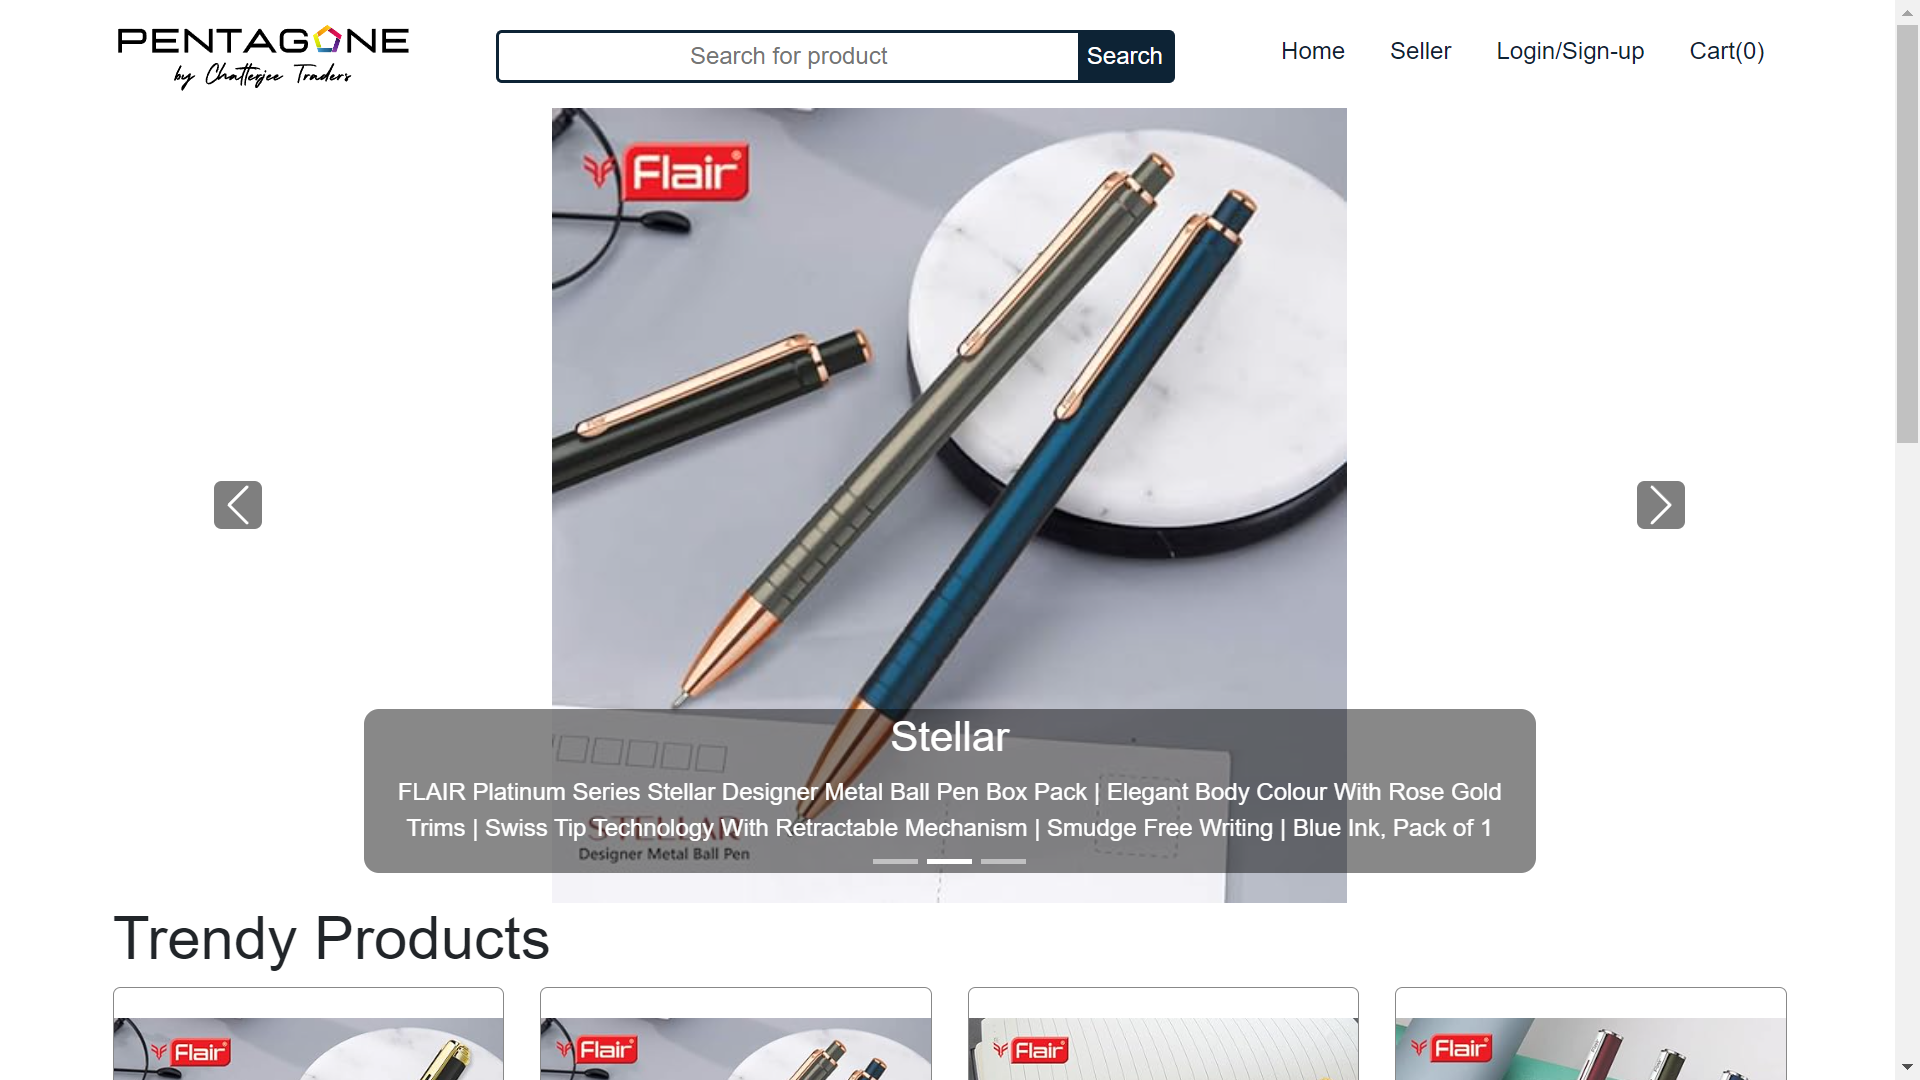 PENTAGONE
by Chatterjee Traders
Search for product
Search
Home
Seller
Login/Sign-up
Cart(0)
Flair
Stellar
FLAIR Platinum Series Stellar Designer Metal Ball Pen Box Pack | Elegant Body Colour With Rose Gold
Trims | Swiss Tip Technology With Retractable Mechanism | Smudge Free Writing | Blue Ink, Pack of 1
STELLAR
Designer Metal Ball Pen
Trendy Products
Flair
Flair
Flair
Flair